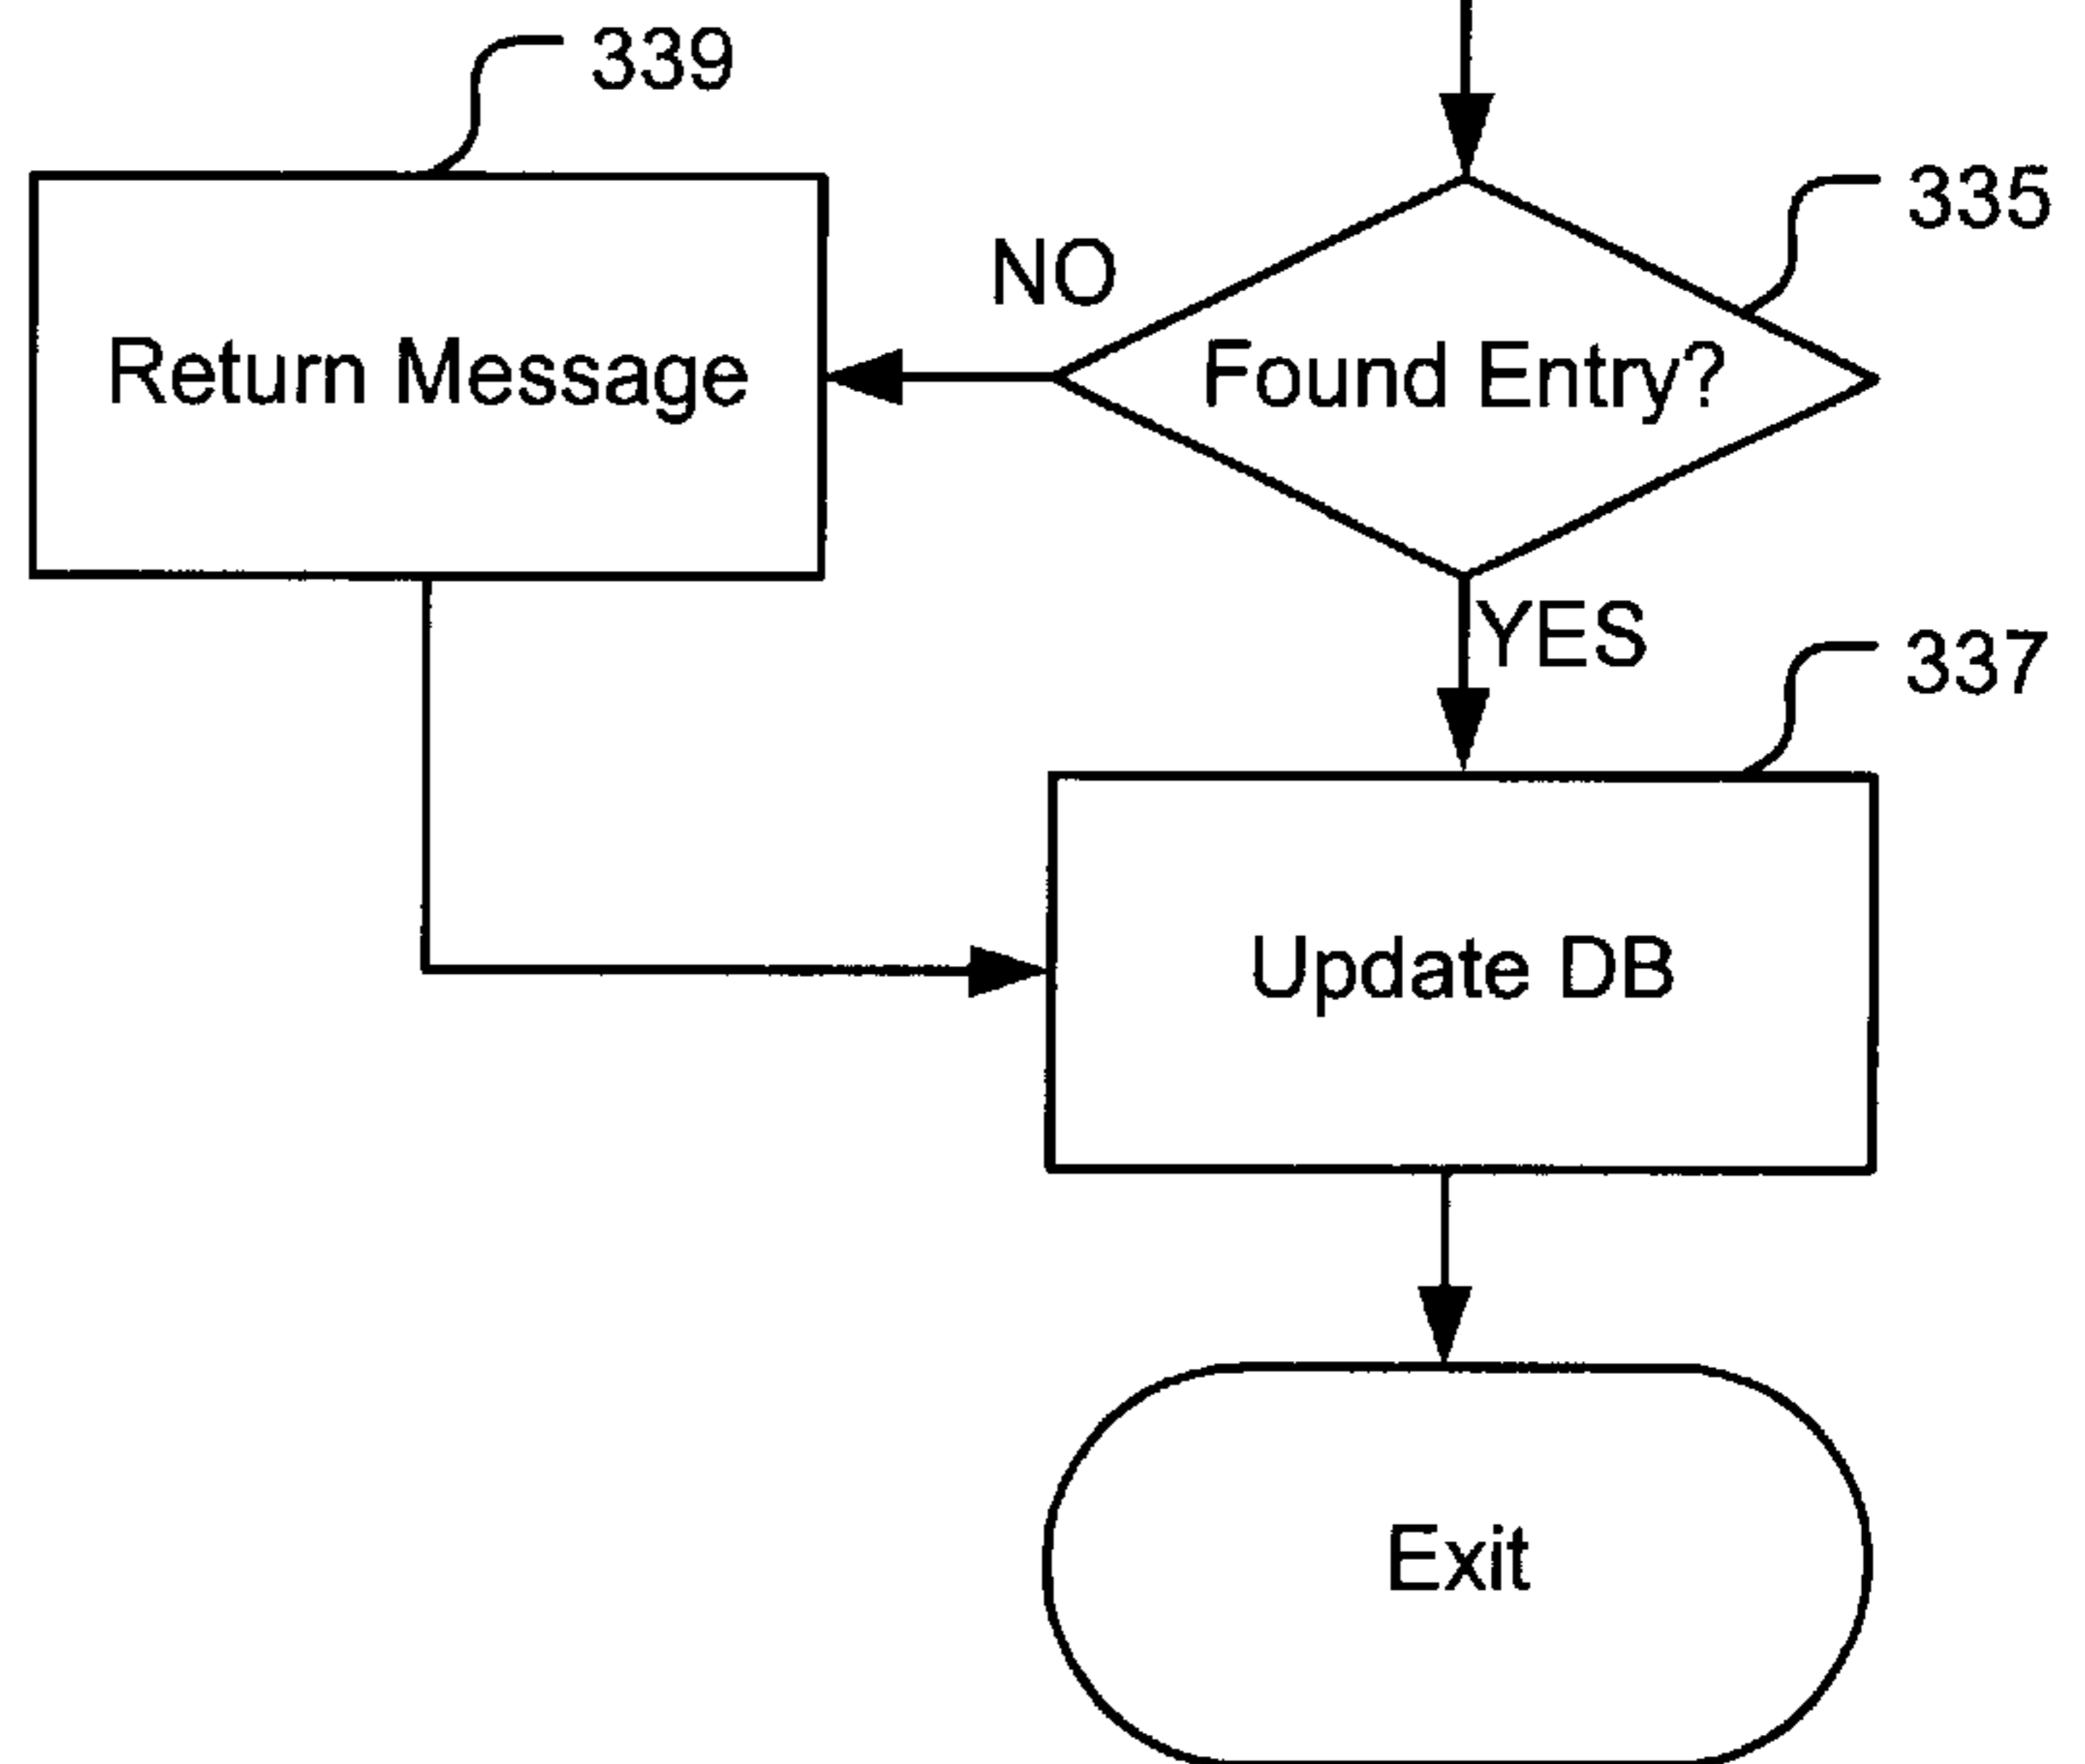 339
335
NO
Return Message
Found Entry?
YES
337
Update DB
Exit